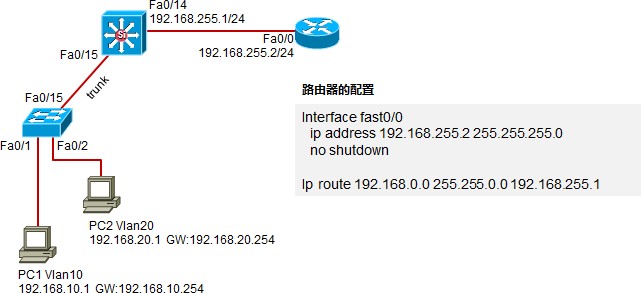 Fa0/14
192.168.255.1/24
Si
Fa0/0
192.168.255.2/24
Fa0/15
trunk
Fa0/15
Fa0/1
Fa0/2
PC2 Vlan20
192.168.20.1 GW:192.168.20.254
PC1 Vlan10
192.168.10.1 GW:192.168.10.254
路由器的配置
Interface fast0/0
ip address 192.168.255.2 255.255.255.0
no shutdown
Ip route 192.168.0.0 255.255.0.0 192.168.255.1